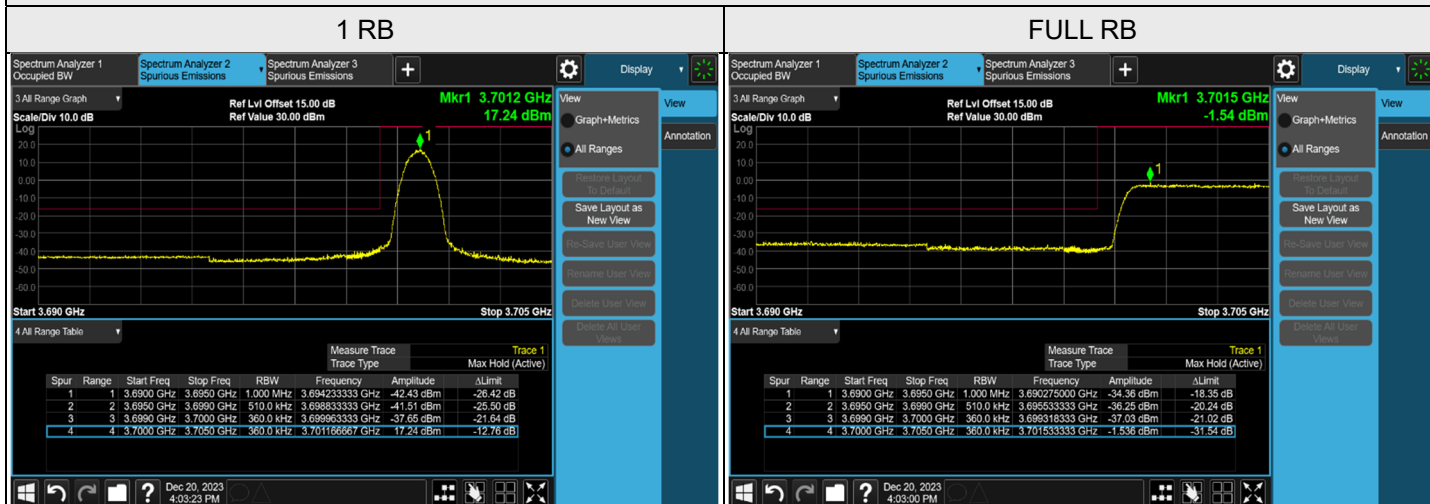 1 RB
FULL RB
Spectrum Analyzer 1
Occupied BW
Spectrum Analyzer 2
Spurious Emissions
Spectrum Analyzer 3
Spurious Emissions
+
Display
3 All Range Graph
Ref Lvl Offset 15.00 dB
Ref Value 30.00 dBm
Mkr1 3.7012 GHz
17.24 dBm
Scale/Div 10.0 dB
Log
20.0
10.0
0.00
-10.0
-20.0
-30.0
-40.0
-50.0
-60.0
1
Start 3.690 GHz
Stop 3.705 GHz
View
Graph+Metrics
All Ranges
Restore Layout
To Default
Save Layout as
New View
Re-Save User View
Rename User View
Delete User View
Delete All User
Views
View
Annotation
4 All Range Table
Measure Trace Trace 1
Trace Type Max Hold (Active)
Spur Range Start Freq Stop Freq RBW Frequency Amplitude ΔLimit
1 1 3.6900 GHz 3.6950 GHz 1.000 MHz 3.694233333 GHz -42.43 dBm -26.42 dB
2 2 3.6950 GHz 3.6990 GHz 510.0 kHz 3.698833333 GHz -41.51 dBm -25.50 dB
3 3 3.6990 GHz 3.7000 GHz 360.0 kHz 3.699963333 GHz -37.65 dBm -21.64 dB
4 4 3.7000 GHz 3.7050 GHz 360.0 kHz 3.701166667 GHz 17.24 dBm -12.76 dB
?
Dec 20, 2023
4:03:23 PM
Spectrum Analyzer 1
Occupied BW
Spectrum Analyzer 2
Spurious Emissions
Spectrum Analyzer 3
Spurious Emissions
+
Display
3 All Range Graph
Ref Lvl Offset 15.00 dB
Ref Value 30.00 dBm
Mkr1 3.7015 GHz
-1.54 dBm
Scale/Div 10.0 dB
Log
20.0
10.0
0.00
-10.0
-20.0
-30.0
-40.0
-50.0
-60.0
1
Start 3.690 GHz
Stop 3.705 GHz
View
Graph+Metrics
All Ranges
Restore Layout
To Default
Save Layout as
New View
Re-Save User View
Rename User View
Delete User View
Delete All User
Views
View
Annotation
4 All Range Table
Measure Trace Trace 1
Trace Type Max Hold (Active)
Spur Range Start Freq Stop Freq RBW Frequency Amplitude ΔLimit
1 1 3.6900 GHz 3.6950 GHz 1.000 MHz 3.690275000 GHz -34.36 dBm -18.35 dB
2 2 3.6950 GHz 3.6990 GHz 510.0 kHz 3.695533333 GHz -36.25 dBm -20.24 dB
3 3 3.6990 GHz 3.7000 GHz 360.0 kHz 3.699318333 GHz -37.03 dBm -21.02 dB
4 4 3.7000 GHz 3.7050 GHz 360.0 kHz 3.701533333 GHz -1.536 dBm -31.54 dB
?
Dec 20, 2023
4:03:00 PM